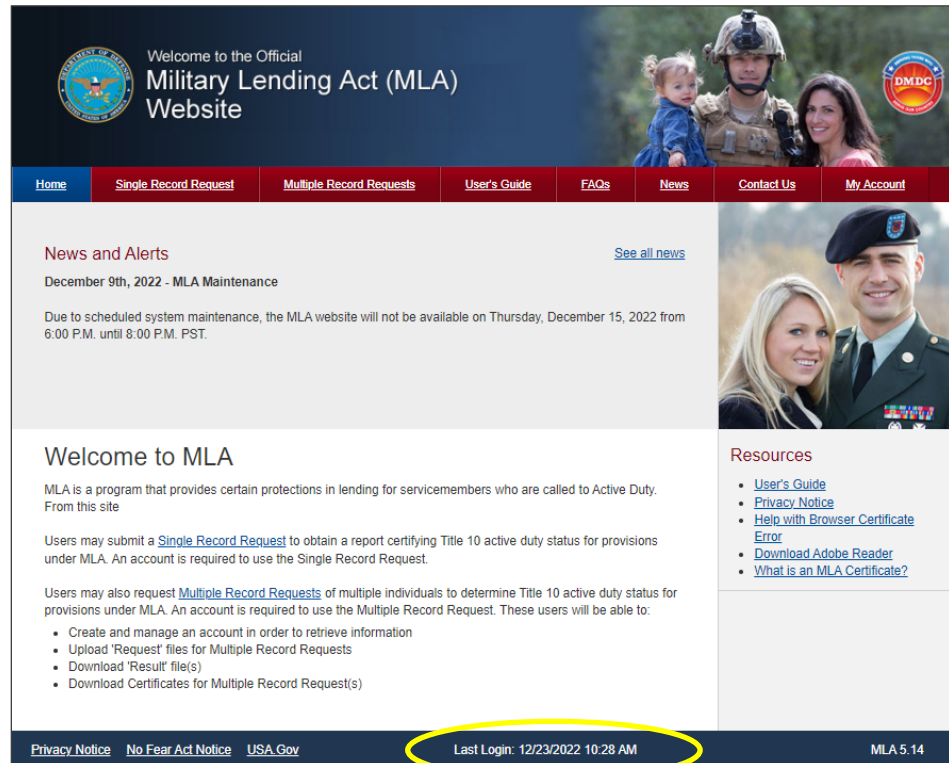 Welcome to the Official
Military Lending Act (MLA)
Website
DMDC
Home Single Record Request Multiple Record Requests User's Guide FAQs News Contact Us My Account
News and Alerts
See all news
December 9th, 2022 - MLA Maintenance
Due to scheduled system maintenance, the MLA website will not be available on Thursday, December 15, 2022 from
6:00 P.M. until 8:00 P.M. PST.
Welcome to MLA
MLA is a program that provides certain protections in lending for servicemembers who are called to Active Duty.
From this site
Users may submit a Single Record Request to obtain a report certifying Title 10 active duty status for provisions
under MLA. An account is required to use the Single Record Request.
Users may also request Multiple Record Requests of multiple individuals to determine Title 10 active duty status for
provisions under MLA. An account is required to use the Multiple Record Request. These users will be able to:
• Create and manage an account in order to retrieve information
• Upload 'Request' files for Multiple Record Requests
• Download 'Result' file(s)
• Download Certificates for Multiple Record Request(s)
Resources
• User's Guide
• Privacy Notice
• Help with Browser Certificate
Error
• Download Adobe Reader
• What is an MLA Certificate?
Privacy Notice No Fear Act Notice USA.Gov Last Login: 12/23/2022 10:28 AM MLA 5.14